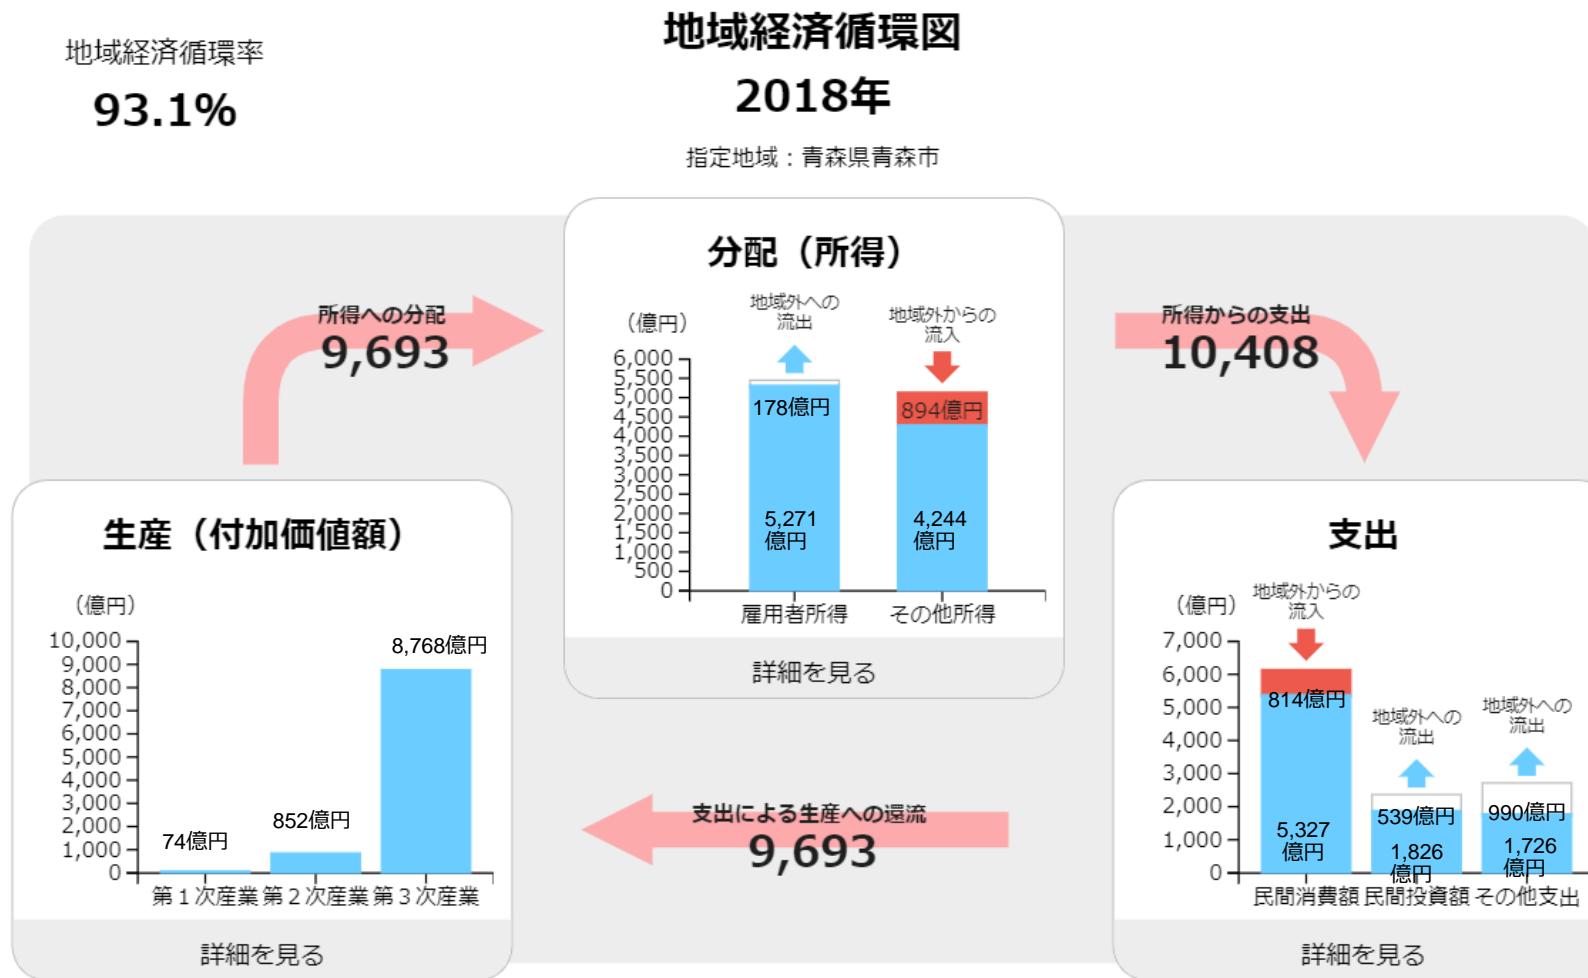 地域経済循環図
2018年
指定地域：青森県青森市
地域経済循環率
93.1%
所得への分配
9,693
分配（所得）
（億円）
地域外への
流出
地域外からの
流入
6,000
5,500
5,000
4,500
4,000
3,500
3,000
2,500
2,000
1,500
1,000
500
0
178億円
894億円
5,271
億円
4,244
億円
雇用者所得
その他所得
詳細を見る
所得からの支出
10,408
生産（付加価値額）
（億円）
10,000
9,000
8,000
7,000
6,000
5,000
4,000
3,000
2,000
1,000
0
74億円
852億円
8,768億円
第１次産業
第２次産業
第３次産業
詳細を見る
支出による生産への還流
9,693
支出
（億円）
地域外からの
流入
地域外への
流出
地域外への
流出
7,000
6,000
5,000
4,000
3,000
2,000
1,000
0
814億円
539億円
990億円
5,327
億円
1,826
億円
1,726
億円
民間消費額
民間投資額
その他支出
詳細を見る